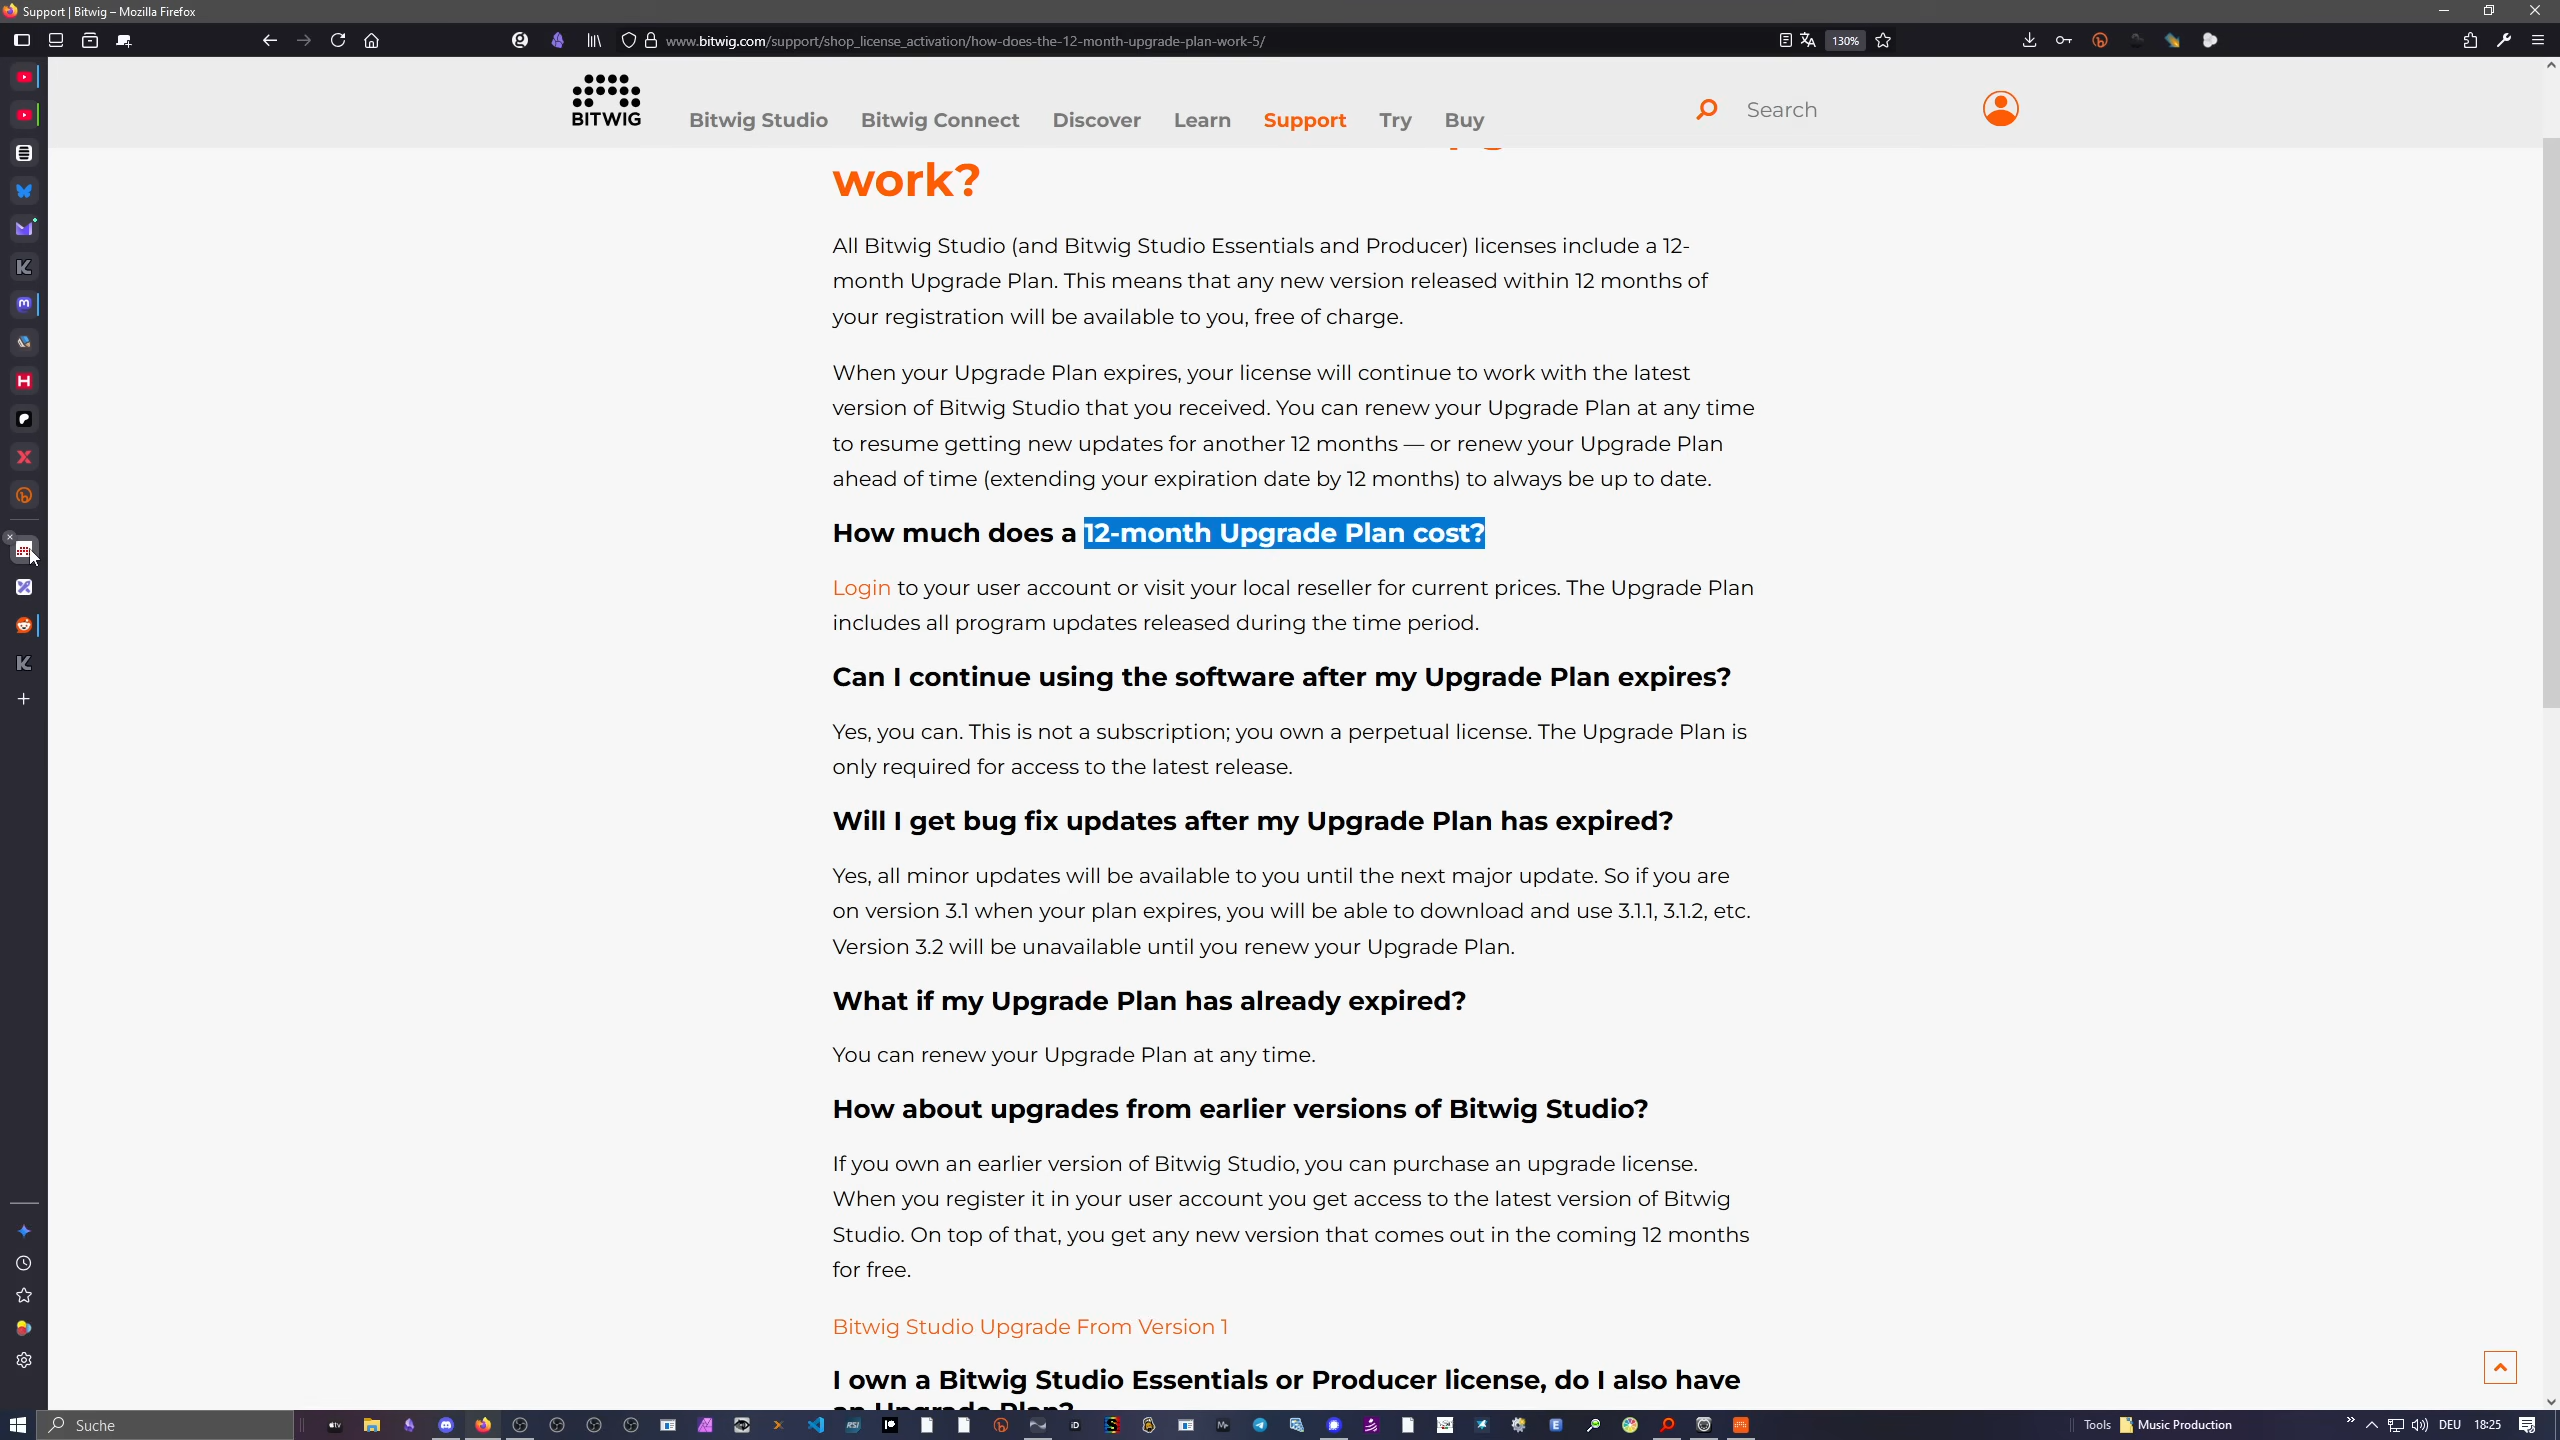 Support | Bitwig – Mozilla Firefox
www.bitwig.com/support/shop_license_activation/how-does-the-12-month-upgrade-plan-work-5/
130%
BITWIG
Bitwig Studio
Bitwig Connect
Discover
Learn
Support
Try
Buy
Search
work?
All Bitwig Studio (and Bitwig Studio Essentials and Producer) licenses include a 12-
month Upgrade Plan. This means that any new version released within 12 months of
your registration will be available to you, free of charge.
When your Upgrade Plan expires, your license will continue to work with the latest
version of Bitwig Studio that you received. You can renew your Upgrade Plan at any time
to resume getting new updates for another 12 months — or renew your Upgrade Plan
ahead of time (extending your expiration date by 12 months) to always be up to date.
How much does a 12-month Upgrade Plan cost?
Login to your user account or visit your local reseller for current prices. The Upgrade Plan
includes all program updates released during the time period.
Can I continue using the software after my Upgrade Plan expires?
Yes, you can. This is not a subscription; you own a perpetual license. The Upgrade Plan is
only required for access to the latest release.
Will I get bug fix updates after my Upgrade Plan has expired?
Yes, all minor updates will be available to you until the next major update. So if you are
on version 3.1 when your plan expires, you will be able to download and use 3.1.1, 3.1.2, etc.
Version 3.2 will be unavailable until you renew your Upgrade Plan.
What if my Upgrade Plan has already expired?
You can renew your Upgrade Plan at any time.
How about upgrades from earlier versions of Bitwig Studio?
If you own an earlier version of Bitwig Studio, you can purchase an upgrade license.
When you register it in your user account you get access to the latest version of Bitwig
Studio. On top of that, you get any new version that comes out in the coming 12 months
for free.
Bitwig Studio Upgrade From Version 1
I own a Bitwig Studio Essentials or Producer license, do I also have
an Upgrade Plan?
Suche
Tools
Music Production
DEU
18:25